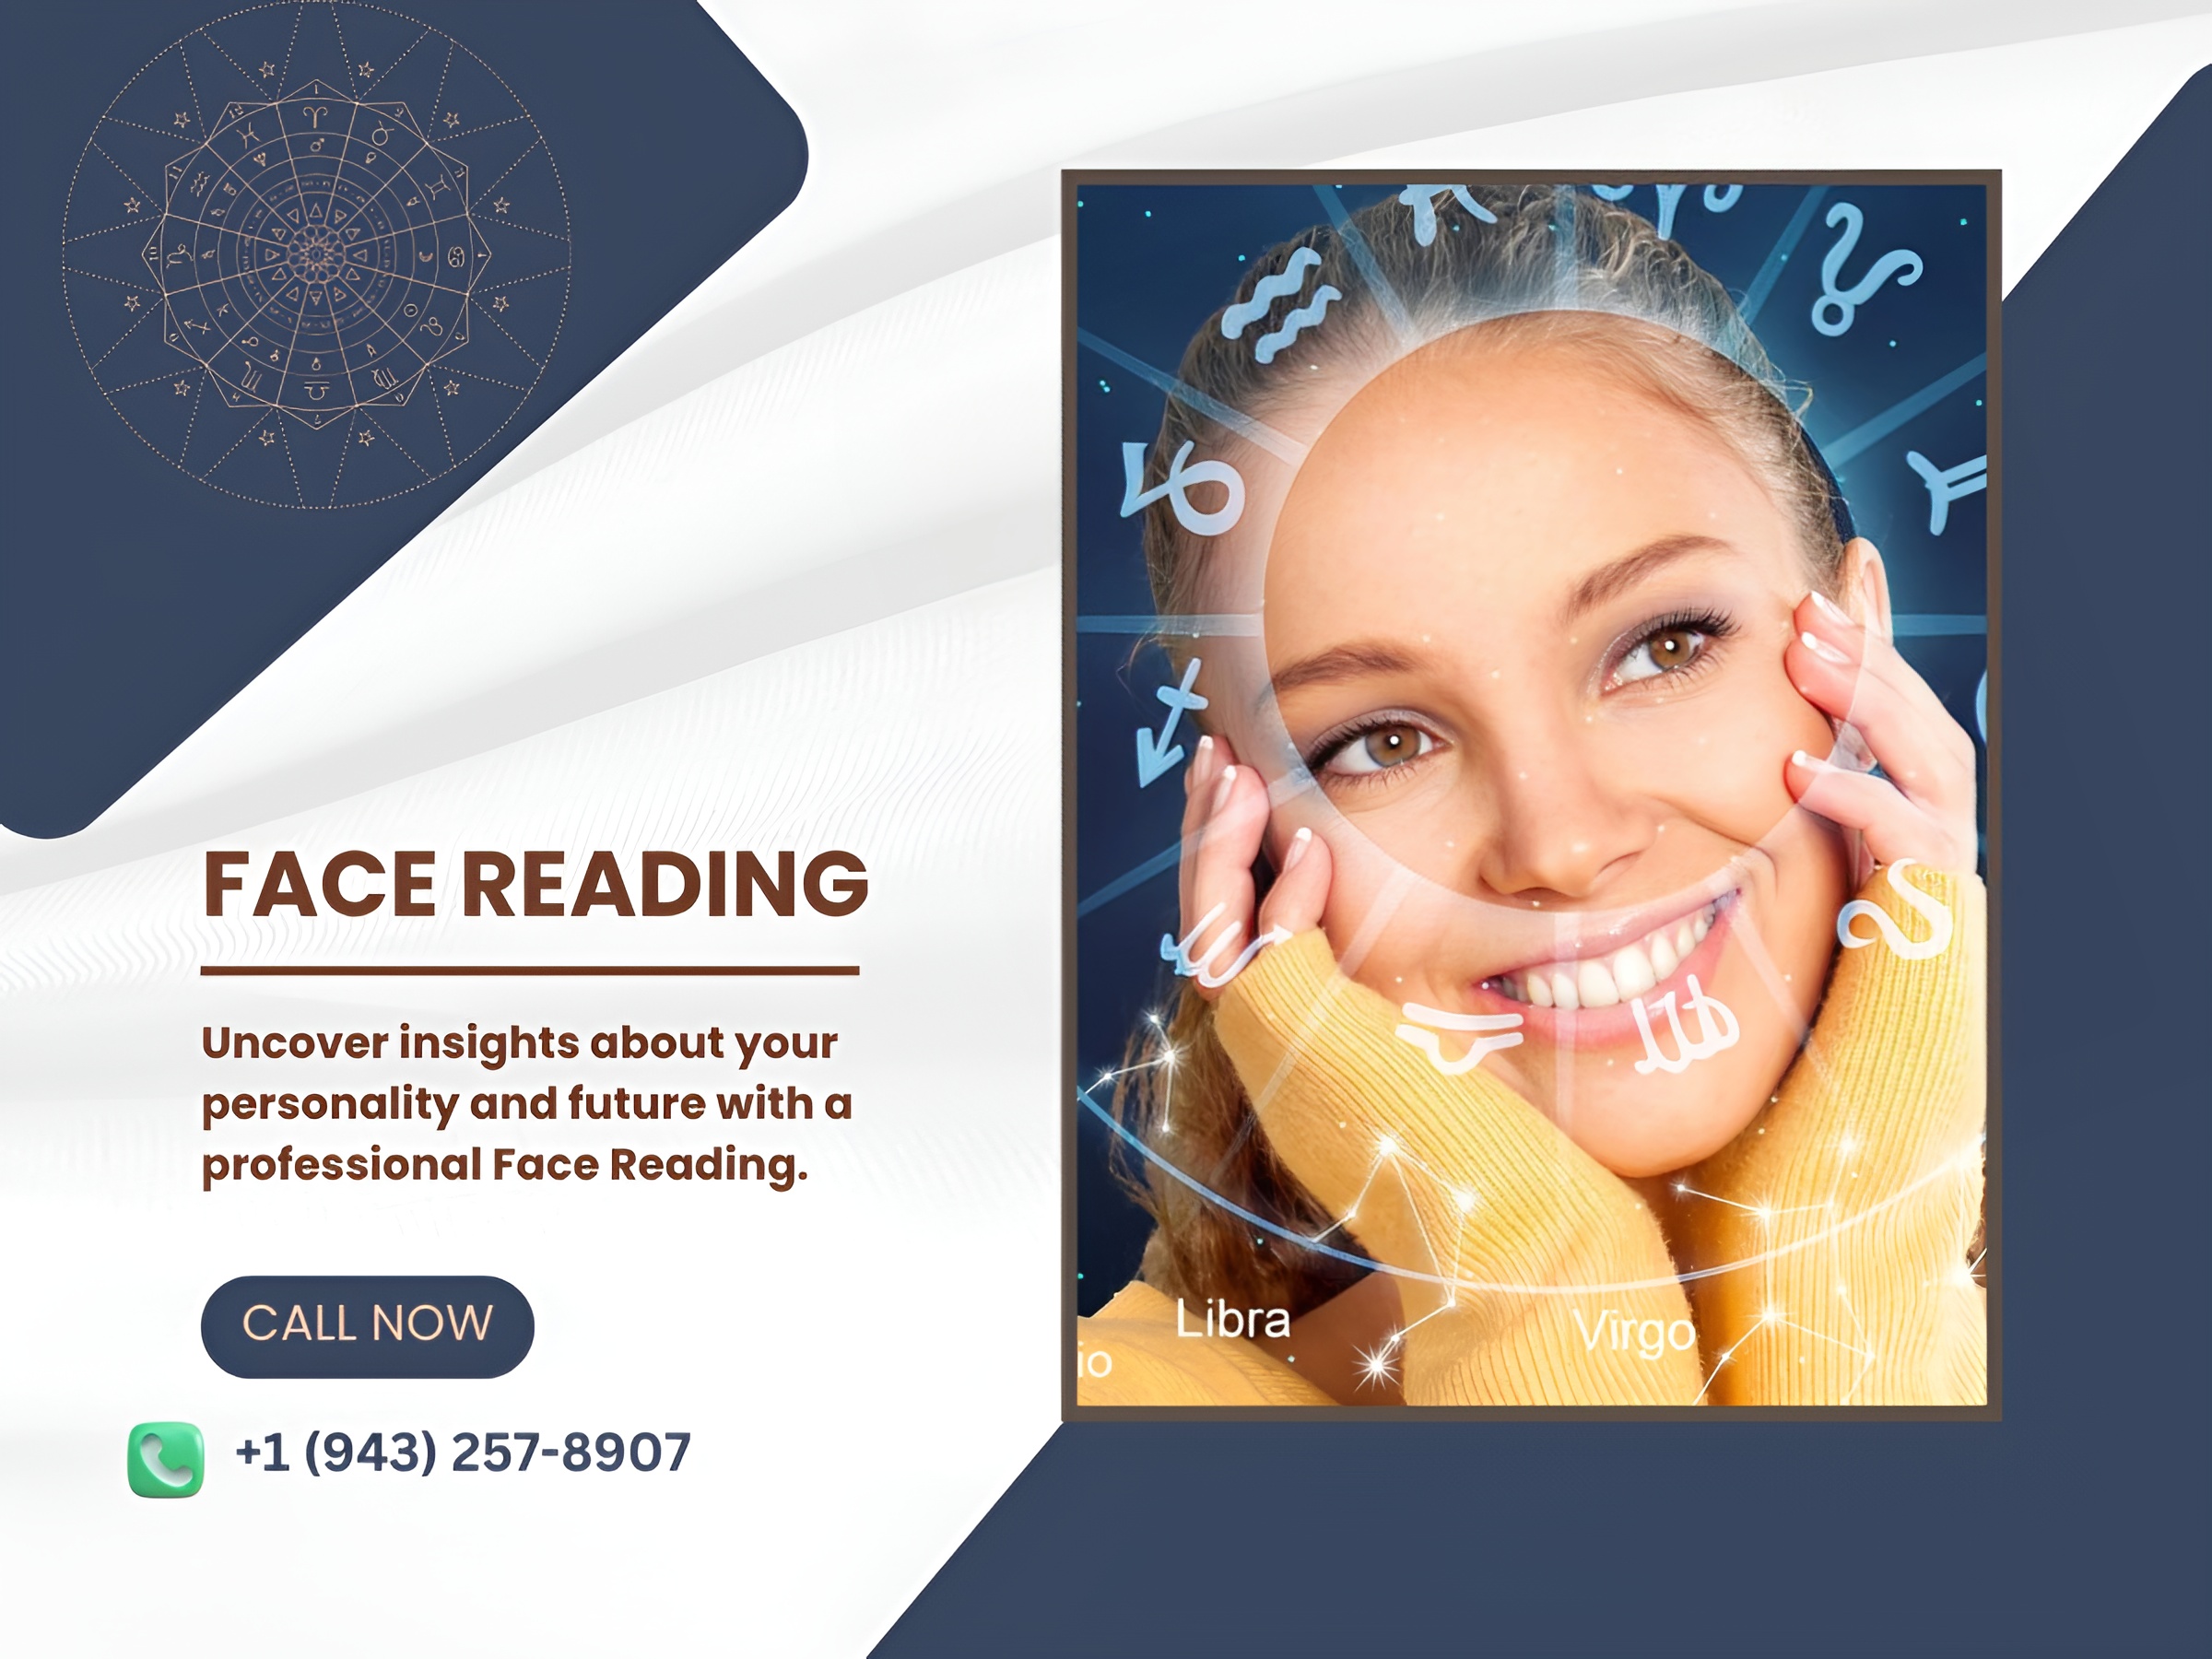 FACE READING
Uncover insights about your
personality and future with a
professional Face Reading.
CALL NOW
+1 (943) 257-8907
Libra
Virgo
io